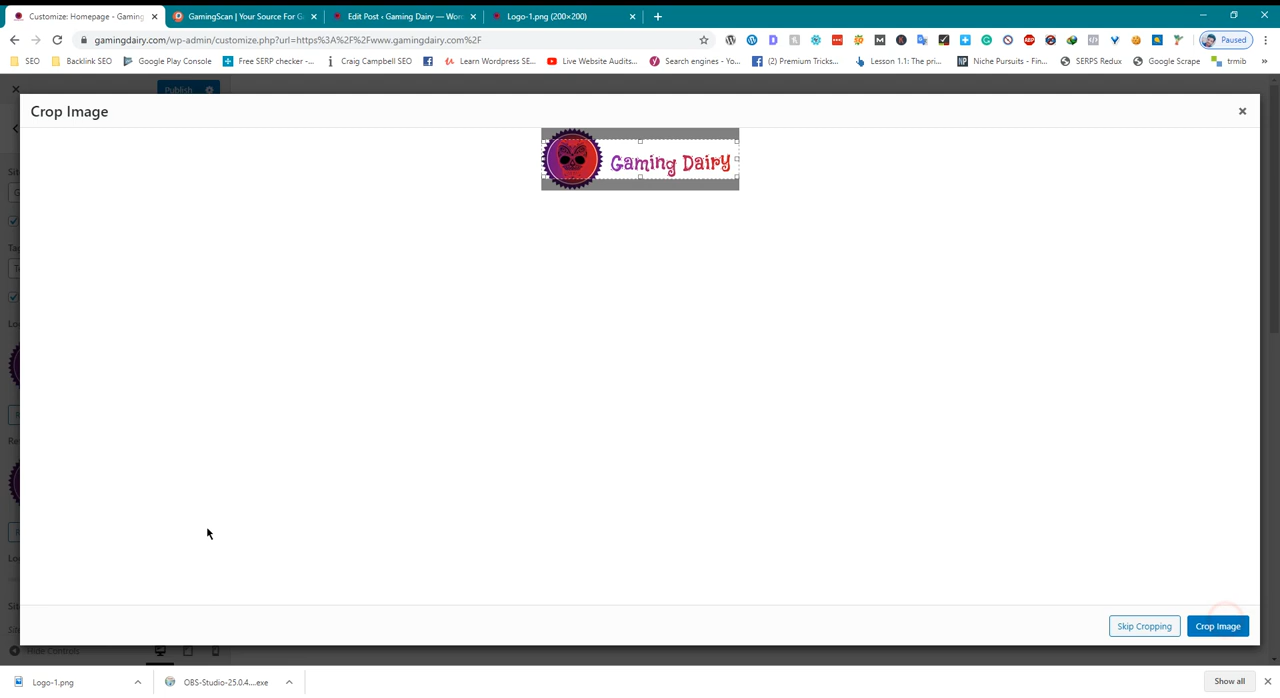 Customize: Homepage - Gaming
GamingScan | Your Source For G
Edit Post ‹ Gaming Dairy — Wor
Logo-1.png (200×200)
gamingdairy.com/wp-admin/customize.php?url=https%3A%2F%2Fwww.gamingdairy.com%2F
Paused
SEO
Backlink SEO
Google Play Console
Free SERP checker -...
Craig Campbell SEO
Learn Wordpress SE...
Live Website Audits...
Search engines - Yo...
(2) Premium Tricks...
Lesson 1.1: The pri...
Niche Pursuits - Fin...
SERPS Redux
Google Scrape
trmib
Publish
Crop Image
Gaming Dairy
Skip Cropping
Crop Image
Hide Controls
Logo-1.png
OBS-Studio-25.0.4....exe
Show all